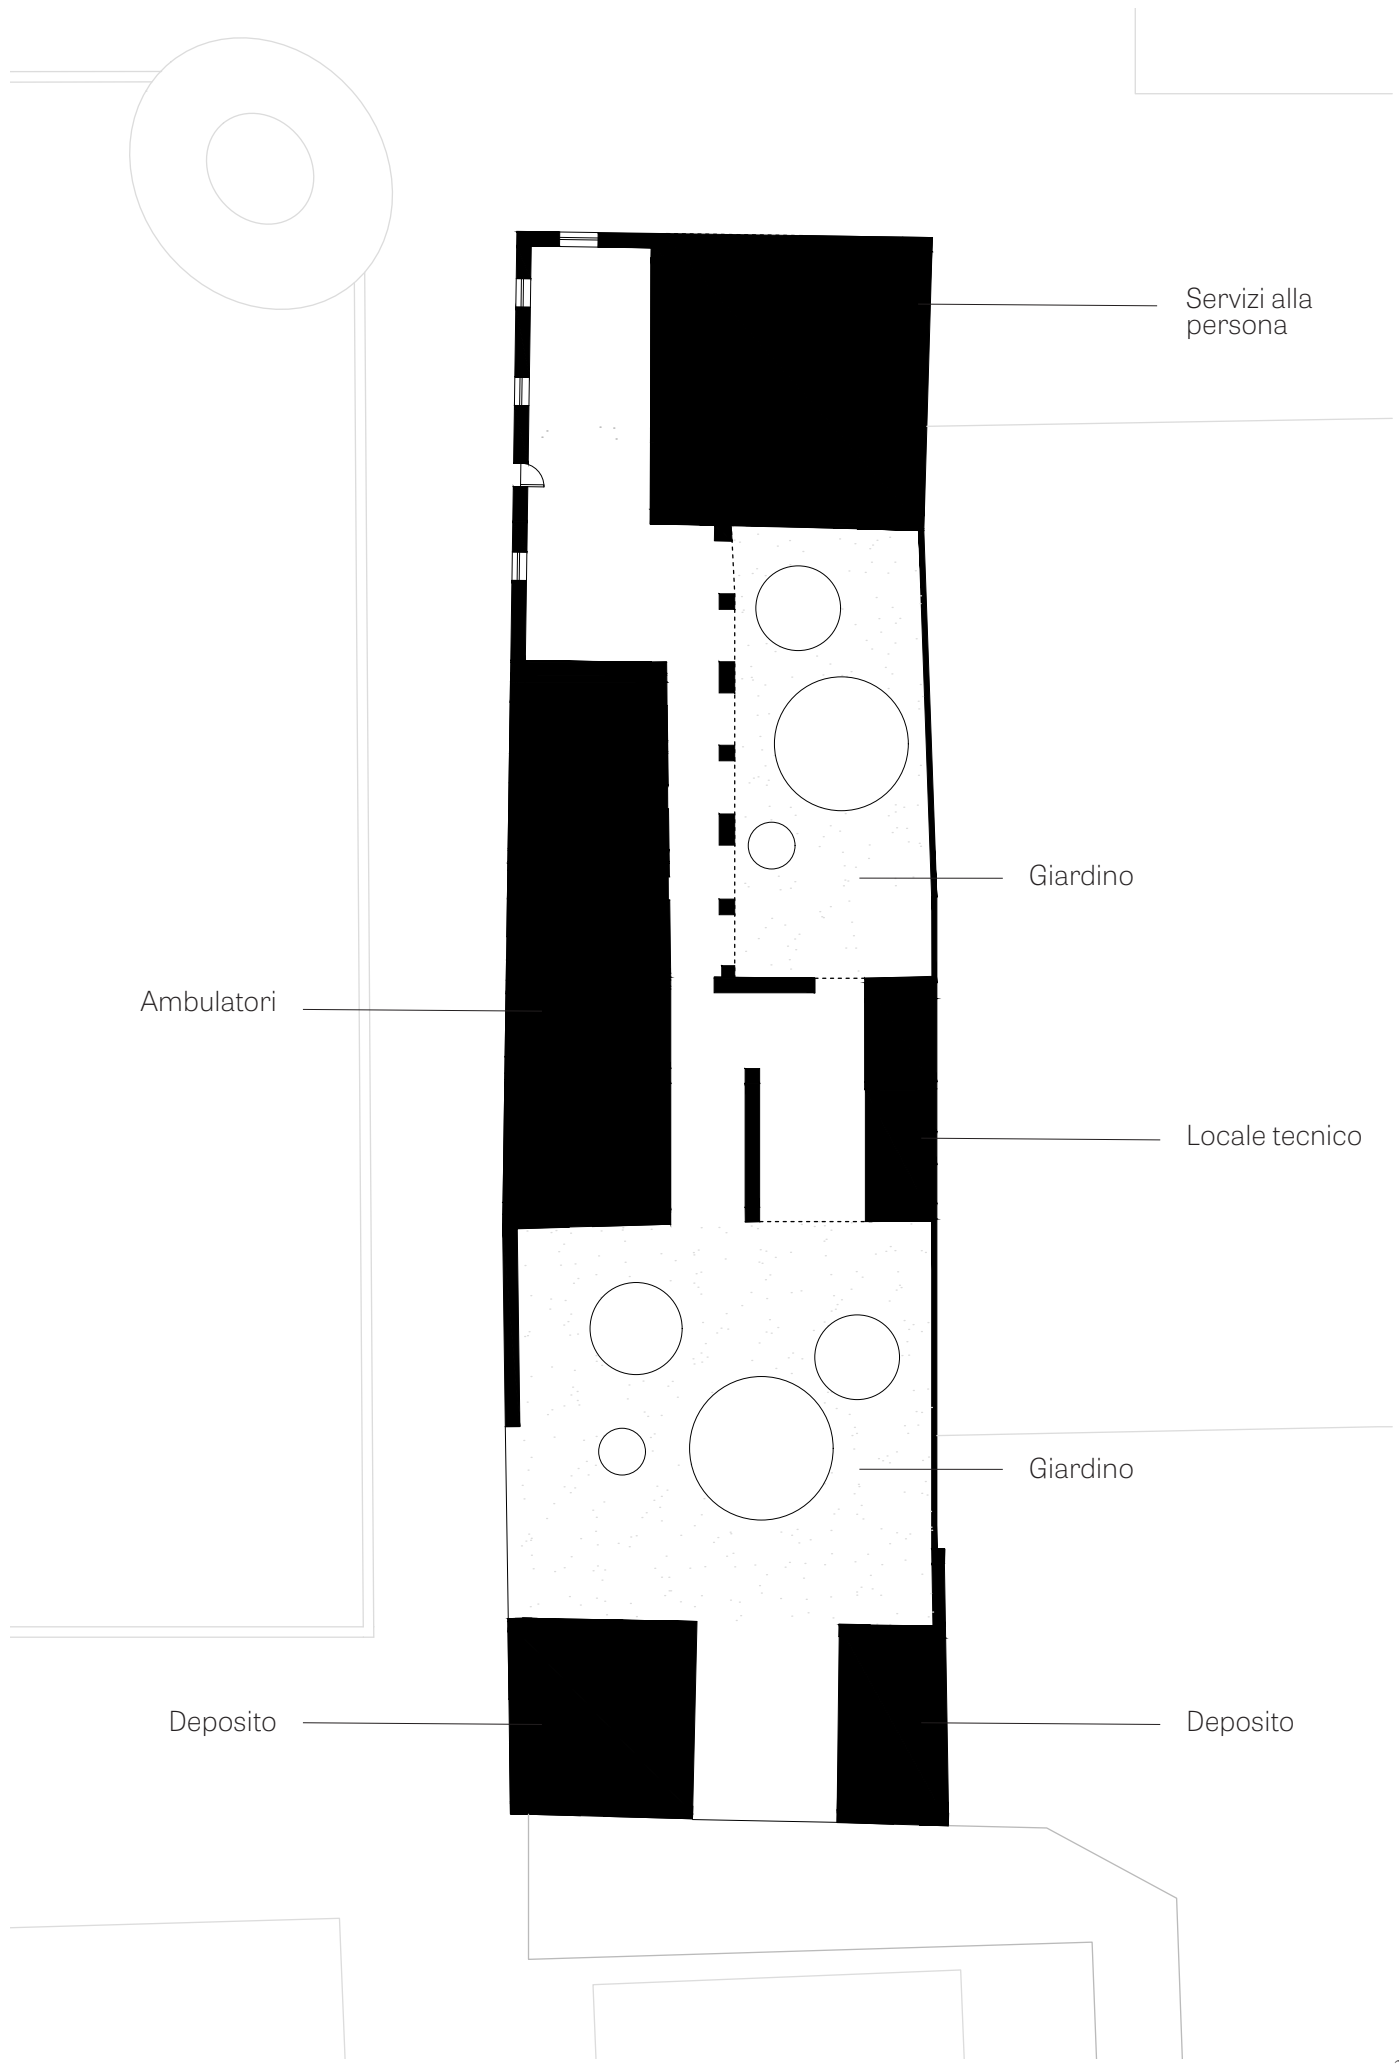 Servizi alla
persona
Giardino
Ambulatori
Locale tecnico
Giardino
Deposito
Deposito